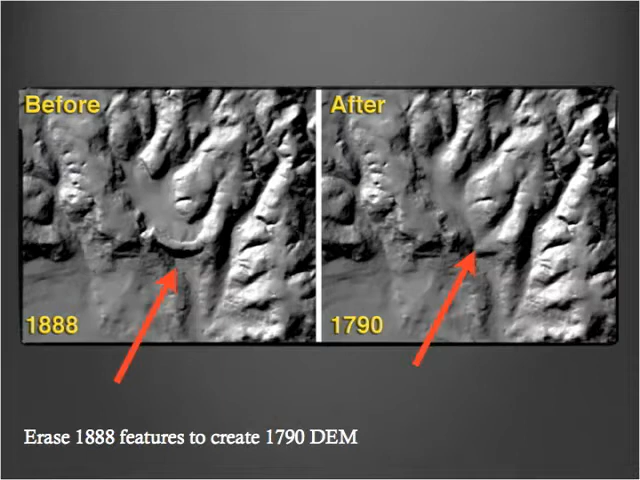 Before
After
1888
1790
Erase 1888 features to create 1790 DEM